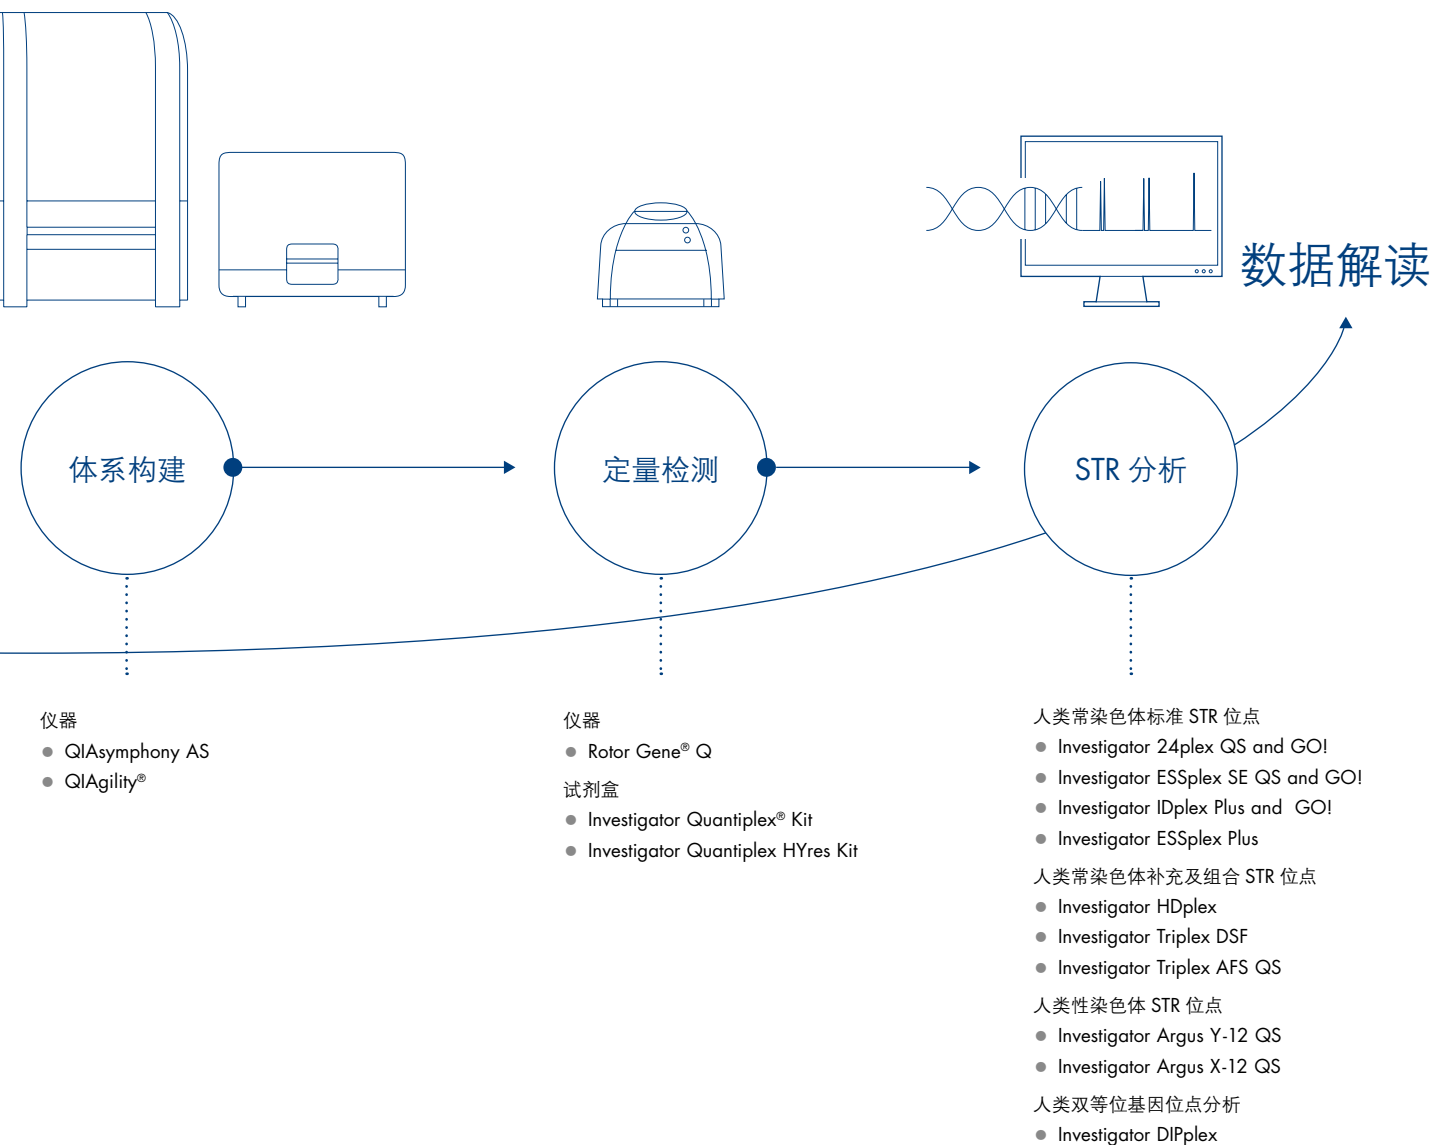 数据解读
体系构建
定量检测
STR 分析
仪器
QIAsymphony AS
QIAgility®
仪器
Rotor Gene® Q
试剂盒
Investigator Quantiplex® Kit
Investigator Quantiplex HYres Kit
人类常染色体标准 STR 位点
Investigator 24plex QS and GO!
Investigator ESSplex SE QS and GO!
Investigator IDplex Plus and GO!
Investigator ESSplex Plus
人类常染色体补充及组合 STR 位点
Investigator HDplex
Investigator Triplex DSF
Investigator Triplex AFS QS
人类性染色体 STR 位点
Investigator Argus Y-12 QS
Investigator Argus X-12 QS
人类双等位基因位点分析
Investigator DIPplex